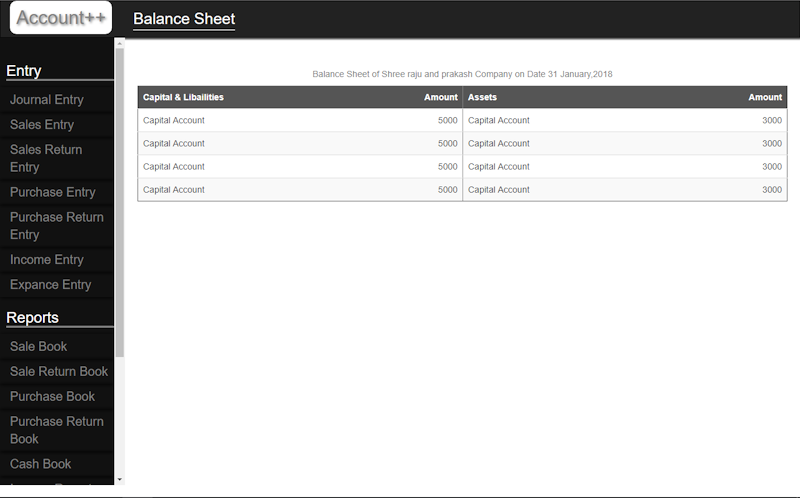 Account++
Balance Sheet
Entry
Journal Entry
Sales Entry
Sales Return
Entry
Purchase Entry
Purchase Return
Entry
Income Entry
Expance Entry
Reports
Sale Book
Sale Return Book
Purchase Book
Purchase Return
Book
Cash Book
Balance Sheet of Shree raju and prakash Company on Date 31 January,2018
Capital & Libailities Amount Assets Amount
Capital Account 5000 Capital Account 3000
Capital Account 5000 Capital Account 3000
Capital Account 5000 Capital Account 3000
Capital Account 5000 Capital Account 3000